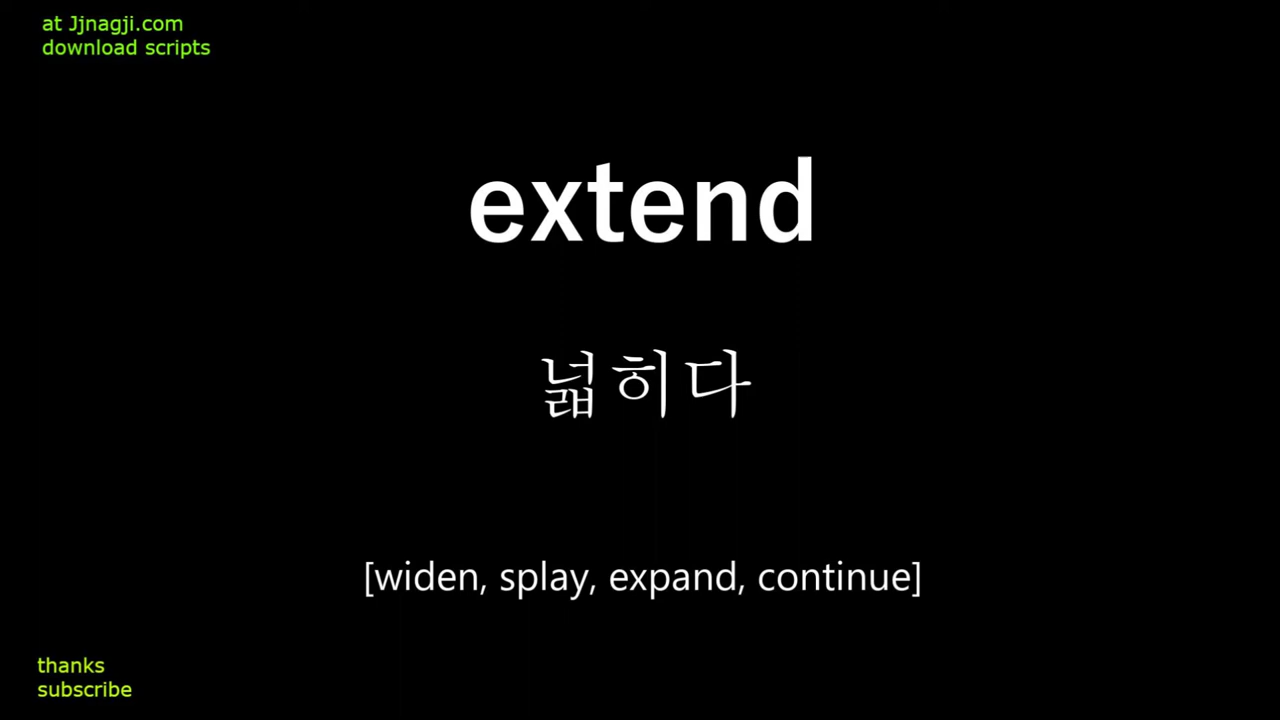 at Jjnagji.com
download scripts
extend
넓히다
[widen, splay, expand, continue]
thanks
subscribe